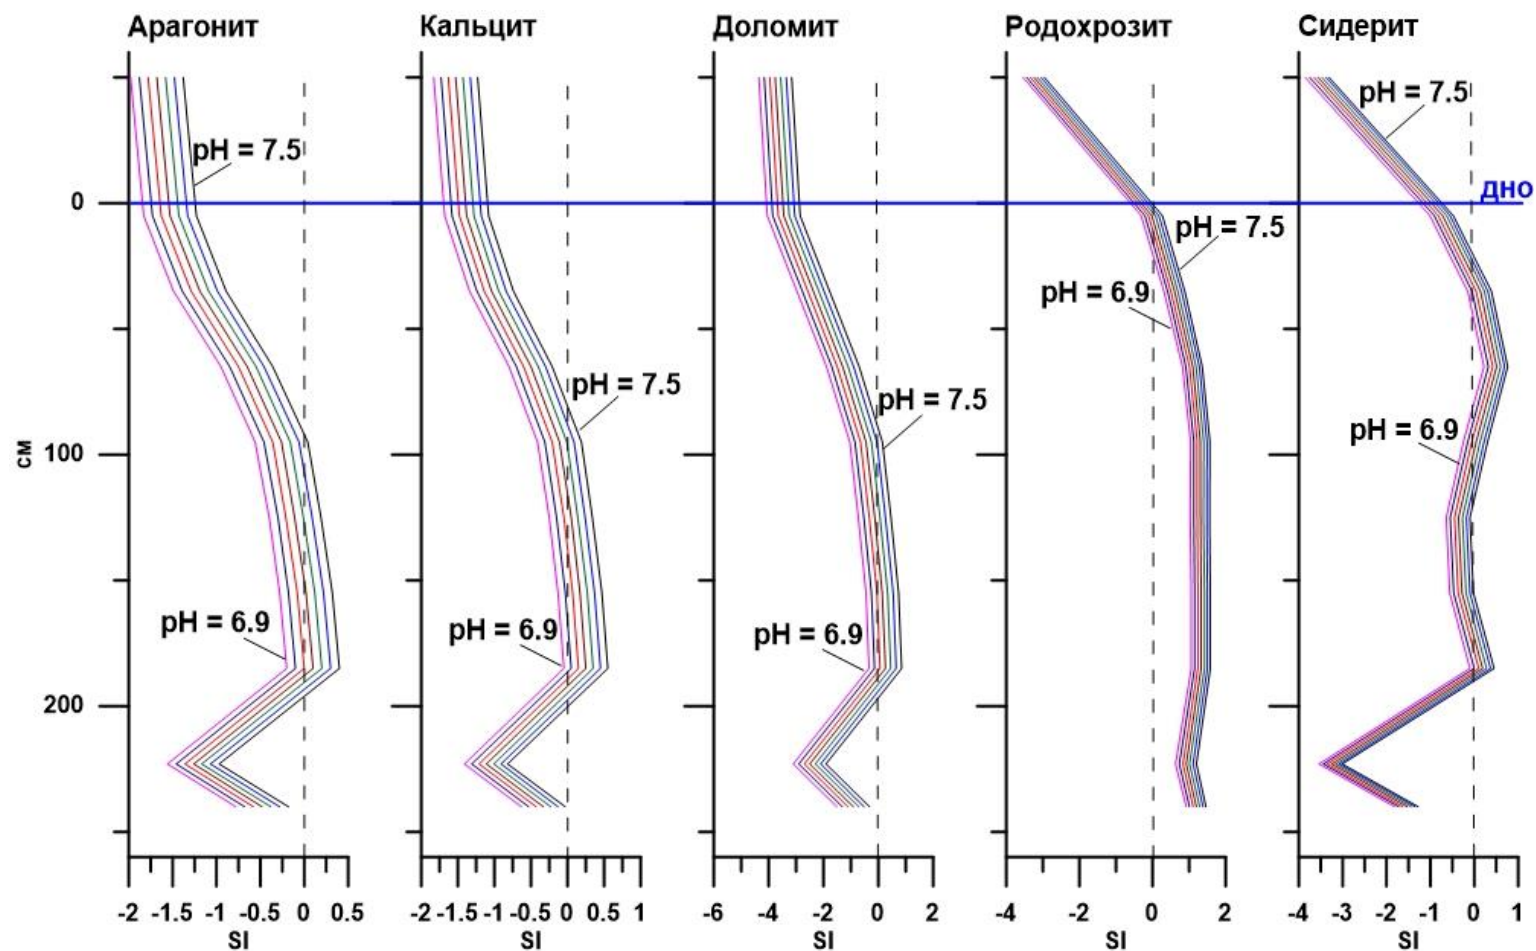 Арагонит
Кальцит
Доломит
Родохрозит
Сидерит
pH = 7.5
pH = 7.5
0
дно
pH = 7.5
pH = 6.9
pH = 7.5
pH = 7.5
pH = 6.9
см
100
pH = 6.9
pH = 6.9
pH = 6.9
200
-2 -1.5 -1 -0.5 0 0.5
-2 -1.5 -1 -0.5 0 0.5 1
-6 -4 -2 0 2
-4 -2 0 2
-4 -3 -2 -1 0 1
SI
SI
SI
SI
SI